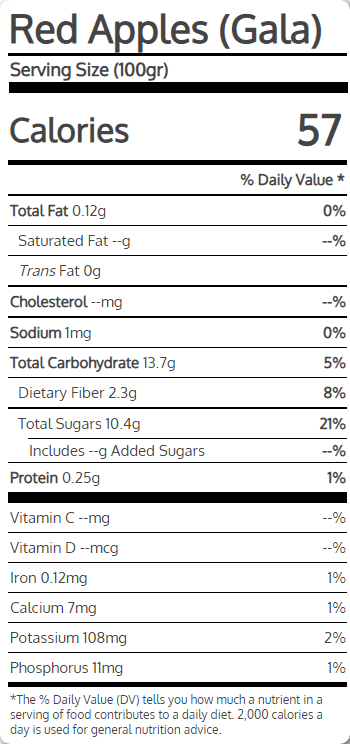 Red Apples (Gala)
Serving Size (100gr)
Calories 57
% Daily Value *
Total Fat 0.12g 0%
Saturated Fat --g --%
Trans Fat 0g
Cholesterol --mg --%
Sodium 1mg 0%
Total Carbohydrate 13.7g 5%
Dietary Fiber 2.3g 8%
Total Sugars 10.4g 21%
Includes --g Added Sugars --%
Protein 0.25g 1%
Vitamin C --mg --%
Vitamin D --mcg --%
Iron 0.12mg 1%
Calcium 7mg 1%
Potassium 108mg 2%
Phosphorus 11mg 1%
*The % Daily Value (DV) tells you how much a nutrient in a
serving of food contributes to a daily diet. 2,000 calories a
day is used for general nutrition advice.